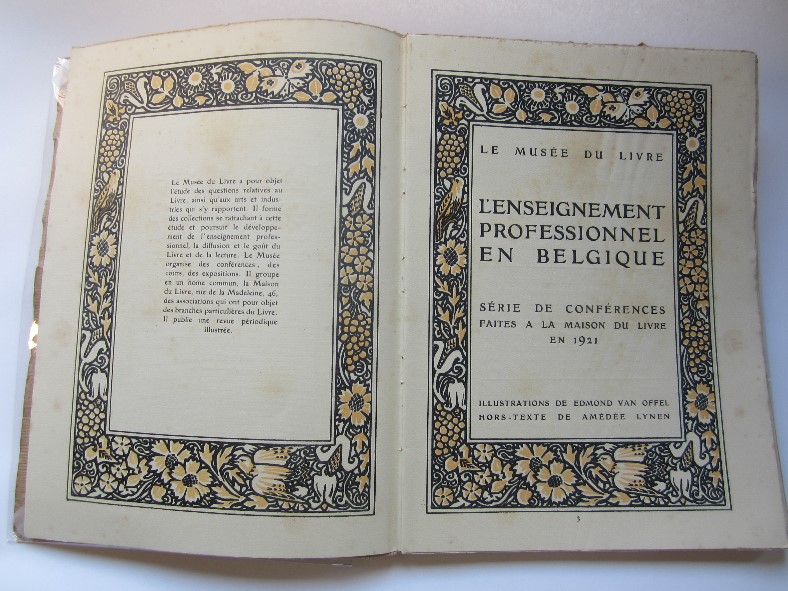 Le Musée du Livre a pour objet
l'étude des questions relatives au
Livre ainsi qu'aux arts et indus-
tries qui s'y rapportent. Il forme
des collections se rattachant à cette
étude et poursuit le développe-
ment de l'enseignement profes-
sionnel, la diffusion et le goût du
Livre et de la lecture. Le Musée
organise des conférences, des
cours, des expositions. Il groupe
en un home commun, la Maison
du Livre, rue de la Madeleine, 46,
des associations qui ont pour objet
des branches particulières du Livre.
Il publie une revue périodique
illustrée.
LE MUSÉE DU LIVRE
L'ENSEIGNEMENT
PROFESSIONNEL
EN BELGIQUE
SÉRIE DE CONFÉRENCES
FAITES A LA MAISON DU LIVRE
EN 1921
ILLUSTRATIONS DE EDMOND VAN OFFEL
HORS-TEXTE DE AMÉDÉE LYNEN
3